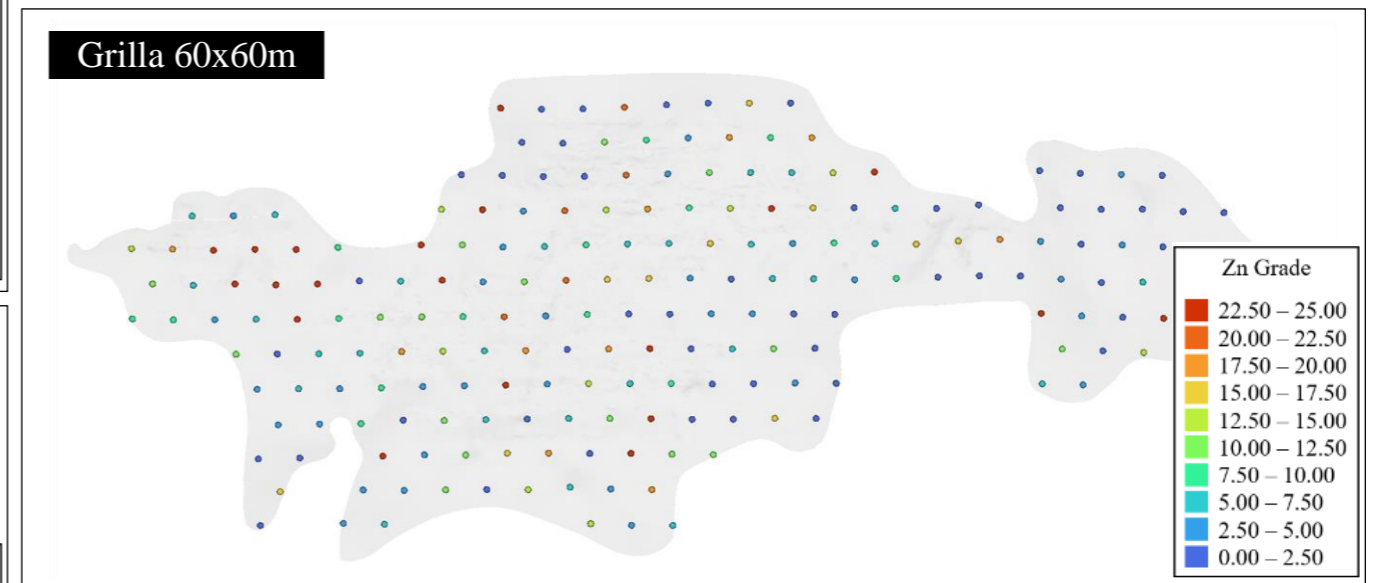 Grilla 60x60m
Zn Grade
22.50 – 25.00
20.00 – 22.50
17.50 – 20.00
15.00 – 17.50
12.50 – 15.00
10.00 – 12.50
7.50 – 10.00
5.00 – 7.50
2.50 – 5.00
0.00 – 2.50